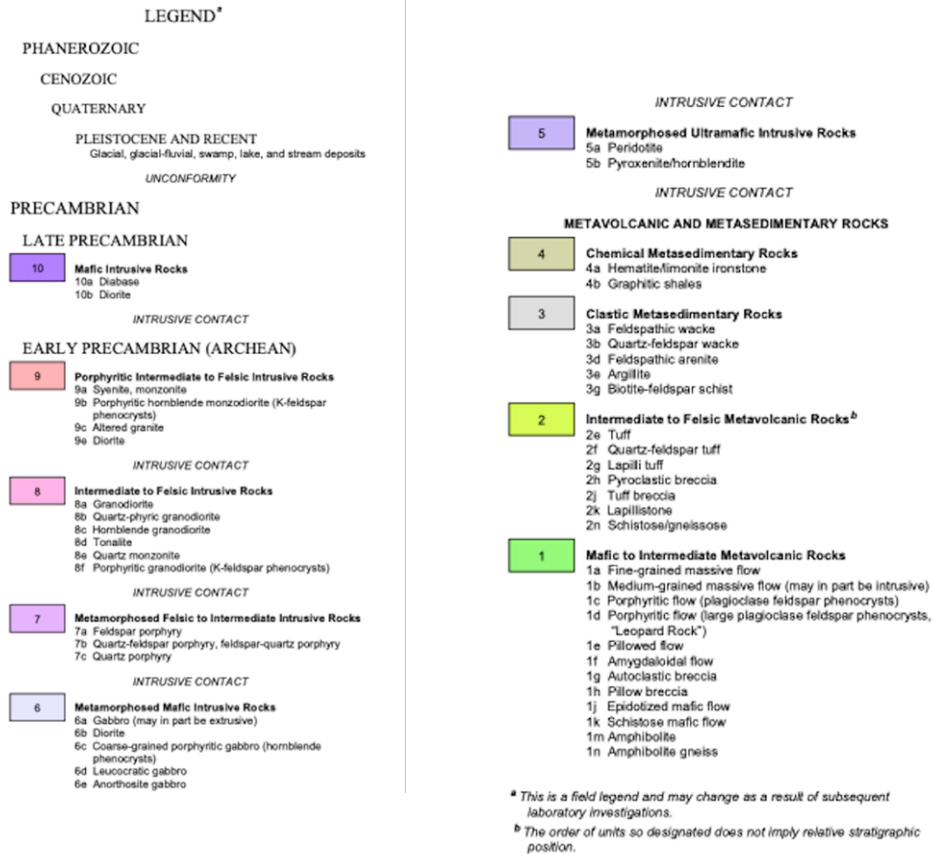 LEGENDa
PHANEROZOIC
CENOZOIC
QUATERNARY
PLEISTOCENE AND RECENT
Glacial, glacial-fluvial, swamp, lake, and stream deposits
UNCONFORMITY
PRECAMBRIAN
LATE PRECAMBRIAN
10 Mafic Intrusive Rocks
10a Diabase
10b Diorite
INTRUSIVE CONTACT
EARLY PRECAMBRIAN (ARCHEAN)
9 Porphyritic Intermediate to Felsic Intrusive Rocks
9a Syenite, monzonite
9b Porphyritic hornblende monzodiorite (K-feldspar
phenocrysts)
9c Altered granite
9e Diorite
INTRUSIVE CONTACT
8 Intermediate to Felsic Intrusive Rocks
8a Granodiorite
8b Quartz-phyric granodiorite
8c Hornblende granodiorite
8d Tonalite
8e Quartz monzonite
8f Porphyritic granodiorite (K-feldspar phenocrysts)
INTRUSIVE CONTACT
7 Metamorphosed Felsic to Intermediate Intrusive Rocks
7a Feldspar porphyry
7b Quartz-feldspar porphyry, feldspar-quartz porphyry
7c Quartz porphyry
INTRUSIVE CONTACT
6 Metamorphosed Mafic Intrusive Rocks
6a Gabbro (may in part be extrusive)
6b Diorite
6c Coarse-grained porphyritic gabbro (hornblende
phenocrysts)
6d Leucocratic gabbro
6e Anorthosite gabbro
INTRUSIVE CONTACT
5 Metamorphosed Ultramafic Intrusive Rocks
5a Peridotite
5b Pyroxenite/hornblendite
INTRUSIVE CONTACT
METAVOLCANIC AND METASEDIMENTARY ROCKS
4 Chemical Metasedimentary Rocks
4a Hematite/limonite ironstone
4b Graphitic shales
3 Clastic Metasedimentary Rocks
3a Feldspathic wacke
3b Quartz-feldspar wacke
3d Feldspathic arenite
3e Argillite
3g Biotite-feldspar schist
2 Intermediate to Felsic Metavolcanic Rocksb
2e Tuff
2f Quartz-feldspar tuff
2g Lapilli tuff
2h Pyroclastic breccia
2j Tuff breccia
2k Lapillistone
2n Schistose/gneissose
1 Mafic to Intermediate Metavolcanic Rocks
1a Fine-grained massive flow
1b Medium-grained massive flow (may in part be intrusive)
1c Porphyritic flow (plagioclase feldspar phenocrysts)
1d Porphyritic flow (large plagioclase feldspar phenocrysts,
"Leopard Rock")
1e Pillowed flow
1f Amygdaloidal flow
1g Autoclastic breccia
1h Pillow breccia
1j Epidotized mafic flow
1k Schistose mafic flow
1m Amphibolite
1n Amphibolite gneiss
a This is a field legend and may change as a result of subsequent
laboratory investigations.
b The order of units so designated does not imply relative stratigraphic
position.